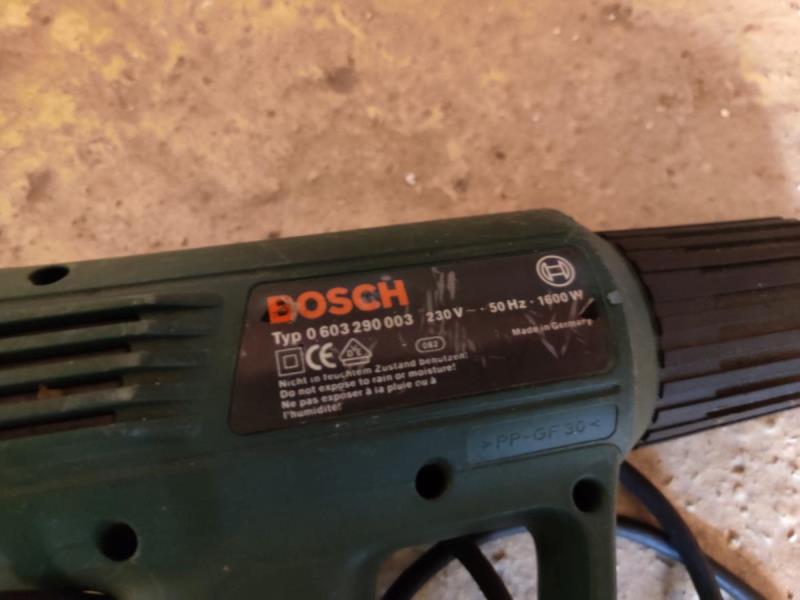 BOSCH
Typ 0 603 290 003 230 V ~ · 50 Hz · 1600 W
Made in Germany
CE
082
Nicht in feuchtem Zustand benutzen!
Do not expose to rain or moisture!
Ne pas exposer à la pluie ou à
l'humidité!
>PP-GF 30<